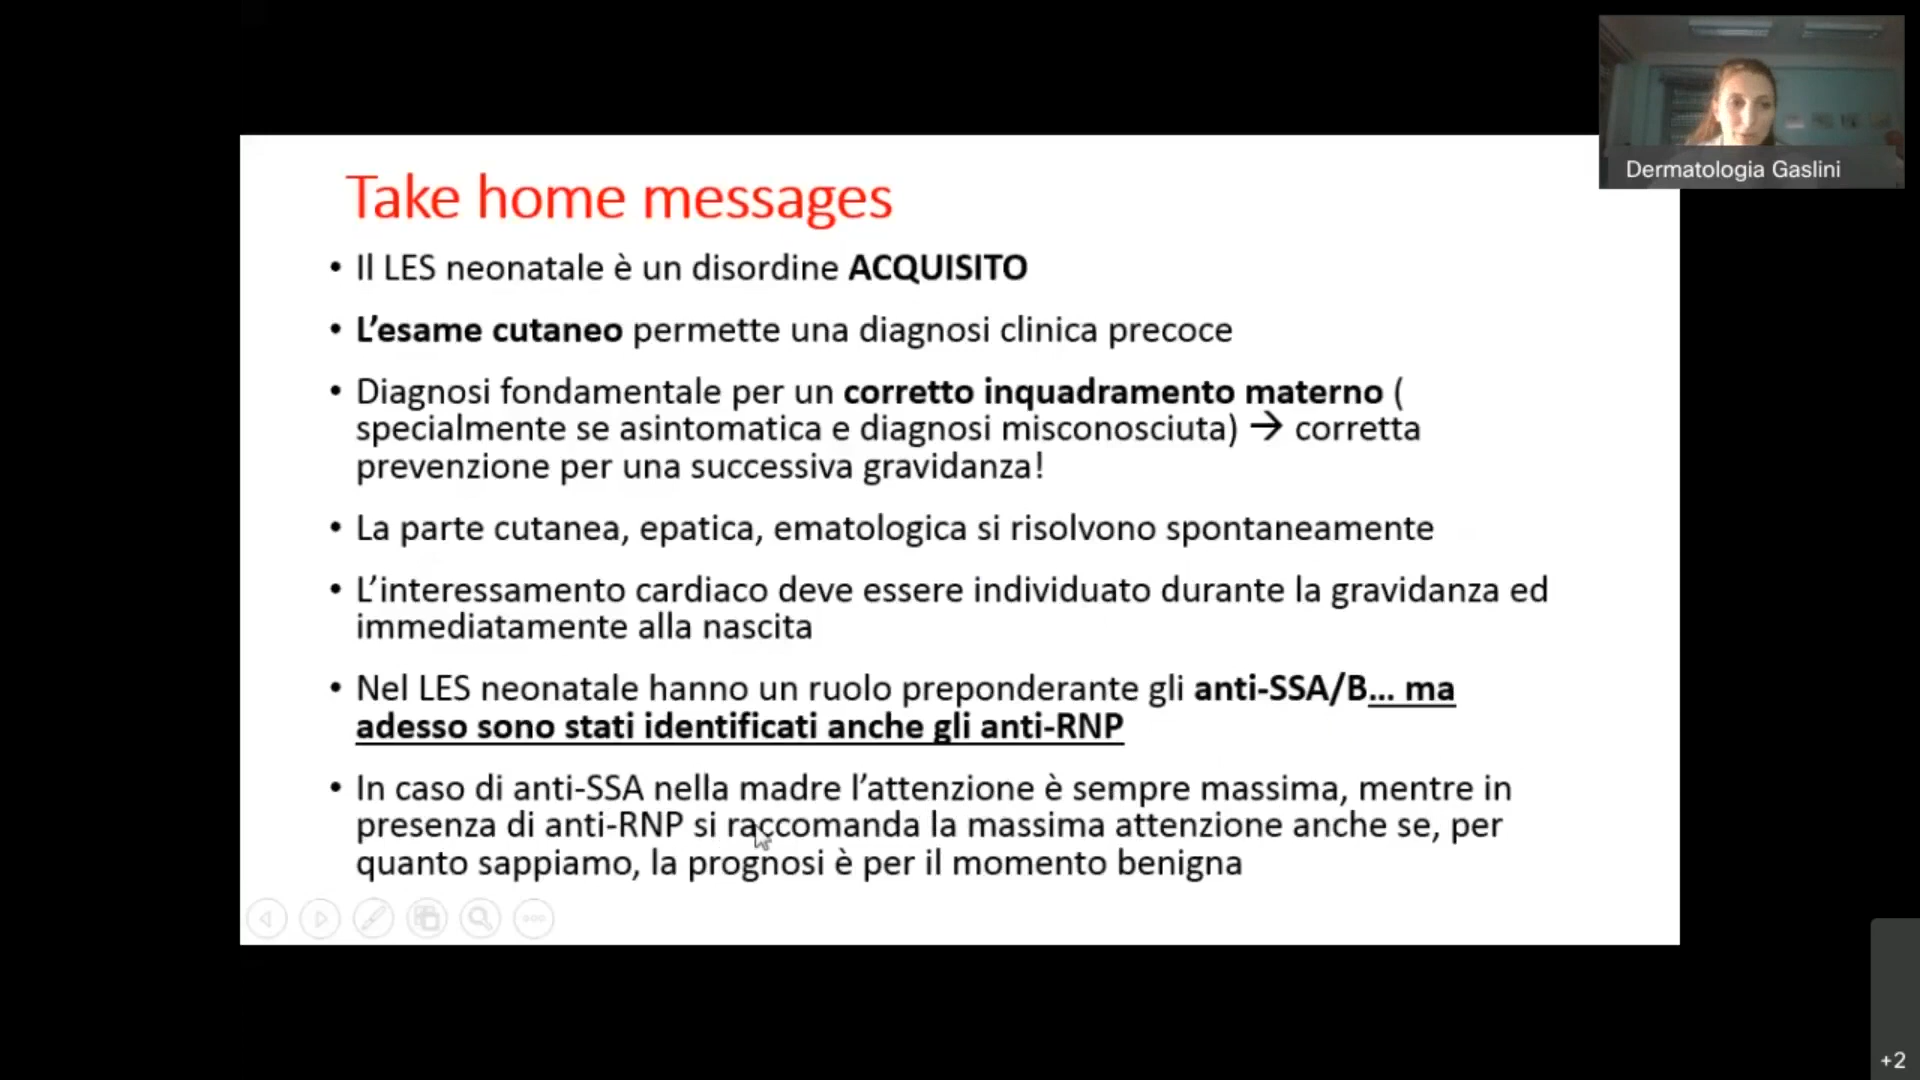 Take home messages
• Il LES neonatale è un disordine ACQUISITO
• L’esame cutaneo permette una diagnosi clinica precoce
• Diagnosi fondamentale per un corretto inquadramento materno (
specialmente se asintomatica e diagnosi misconosciuta) → corretta
prevenzione per una successiva gravidanza!
• La parte cutanea, epatica, ematologica si risolvono spontaneamente
• L’interessamento cardiaco deve essere individuato durante la gravidanza ed
immediatamente alla nascita
• Nel LES neonatale hanno un ruolo preponderante gli anti-SSA/B... ma
adesso sono stati identificati anche gli anti-RNP
• In caso di anti-SSA nella madre l’attenzione è sempre massima, mentre in
presenza di anti-RNP si raccomanda la massima attenzione anche se, per
quanto sappiamo, la prognosi è per il momento benigna
Dermatologia Gaslini
+2